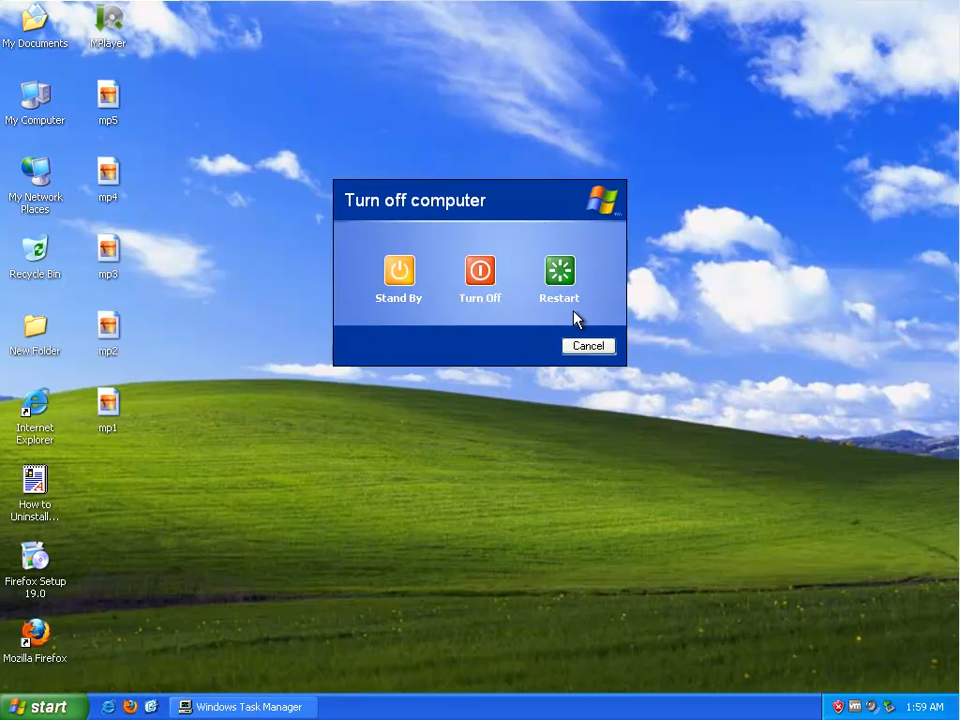 My Documents
MPlayer
My Computer
mp5
My Network
Places
mp4
Recycle Bin
mp3
New Folder
mp2
Internet
Explorer
mp1
How to
Uninstall...
Firefox Setup
19.0
Mozilla Firefox
Turn off computer
Stand By
Turn Off
Restart
Cancel
start
Windows Task Manager
1:59 AM